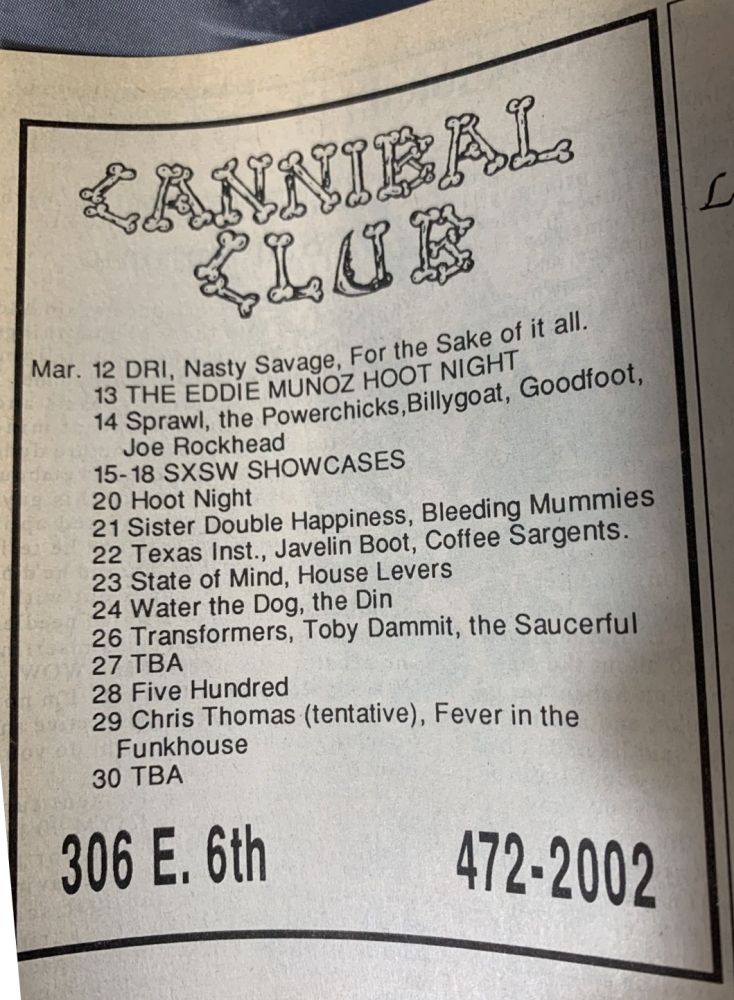 CANNIBAL
CLUB
Mar. 12 DRI, Nasty Savage, For the Sake of it all.
13 THE EDDIE MUNOZ HOOT NIGHT
14 Sprawl, the Powerchicks,Billygoat, Goodfoot,
Joe Rockhead
15-18 SXSW SHOWCASES
20 Hoot Night
21 Sister Double Happiness, Bleeding Mummies
22 Texas Inst., Javelin Boot, Coffee Sargents.
23 State of Mind, House Levers
24 Water the Dog, the Din
26 Transformers, Toby Dammit, the Saucerful
27 TBA
28 Five Hundred
29 Chris Thomas (tentative), Fever in the
Funkhouse
30 TBA
306 E. 6th 472-2002
L